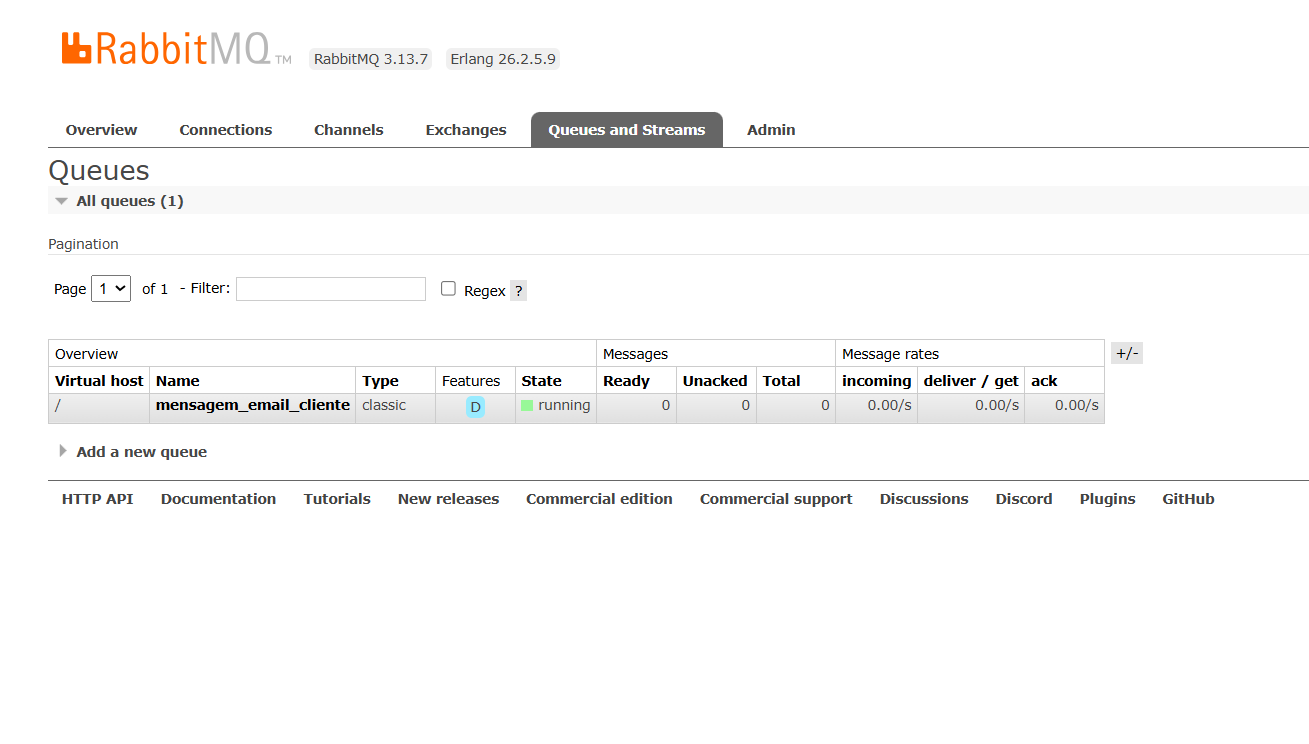 RabbitMQ TM RabbitMQ 3.13.7 Erlang 26.2.5.9
Overview Connections Channels Exchanges Queues and Streams Admin
Queues
All queues (1)
Pagination
Page 1 of 1 - Filter: Regex ?
Overview Messages Message rates +/-
Virtual host Name Type Features State Ready Unacked Total incoming deliver / get ack
/ mensagem_email_cliente classic D running 0 0 0 0.00/s 0.00/s 0.00/s
Add a new queue
HTTP API Documentation Tutorials New releases Commercial edition Commercial support Discussions Discord Plugins GitHub